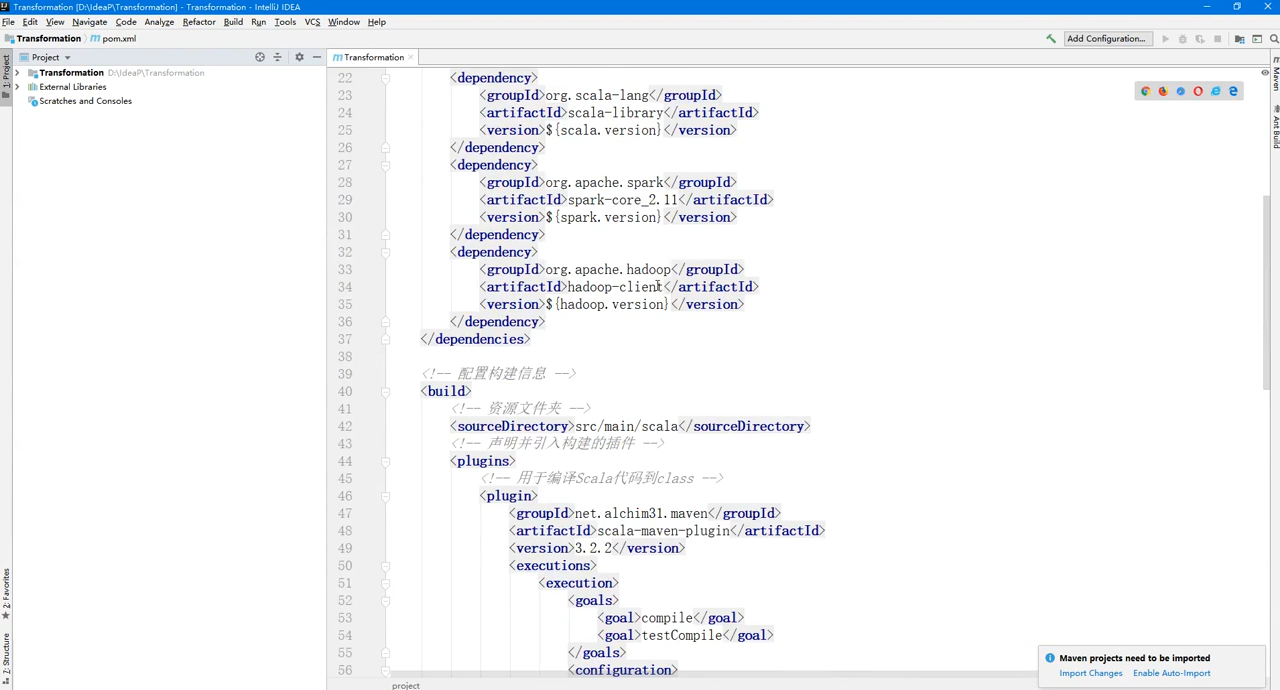 Transformation [D:\IdeaP\Transformation] - Transformation - IntelliJ IDEA
File Edit View Navigate Code Analyze Refactor Build Run Tools VCS Window Help
Transformation pom.xml
Add Configuration...
Project
Transformation
1: Project
Transformation D:\IdeaP\Transformation
External Libraries
Scratches and Consoles
Maven
Ant Build
2: Favorites
7: Structure
22 <dependency>
23 <groupId>org.scala-lang</groupId>
24 <artifactId>scala-library</artifactId>
25 <version>${scala.version}</version>
26 </dependency>
27 <dependency>
28 <groupId>org.apache.spark</groupId>
29 <artifactId>spark-core_2.11</artifactId>
30 <version>${spark.version}</version>
31 </dependency>
32 <dependency>
33 <groupId>org.apache.hadoop</groupId>
34 <artifactId>hadoop-client</artifactId>
35 <version>${hadoop.version}</version>
36 </dependency>
37 </dependencies>
38
39 <!-- 配置构建信息 -->
40 <build>
41 <!-- 资源文件夹 -->
42 <sourceDirectory>src/main/scala</sourceDirectory>
43 <!-- 声明并引入构建的插件 -->
44 <plugins>
45 <!-- 用于编译Scala代码到class -->
46 <plugin>
47 <groupId>net.alchim31.maven</groupId>
48 <artifactId>scala-maven-plugin</artifactId>
49 <version>3.2.2</version>
50 <executions>
51 <execution>
52 <goals>
53 <goal>compile</goal>
54 <goal>testCompile</goal>
55 </goals>
56 <configuration>
project
Maven projects need to be imported
Import Changes Enable Auto-Import